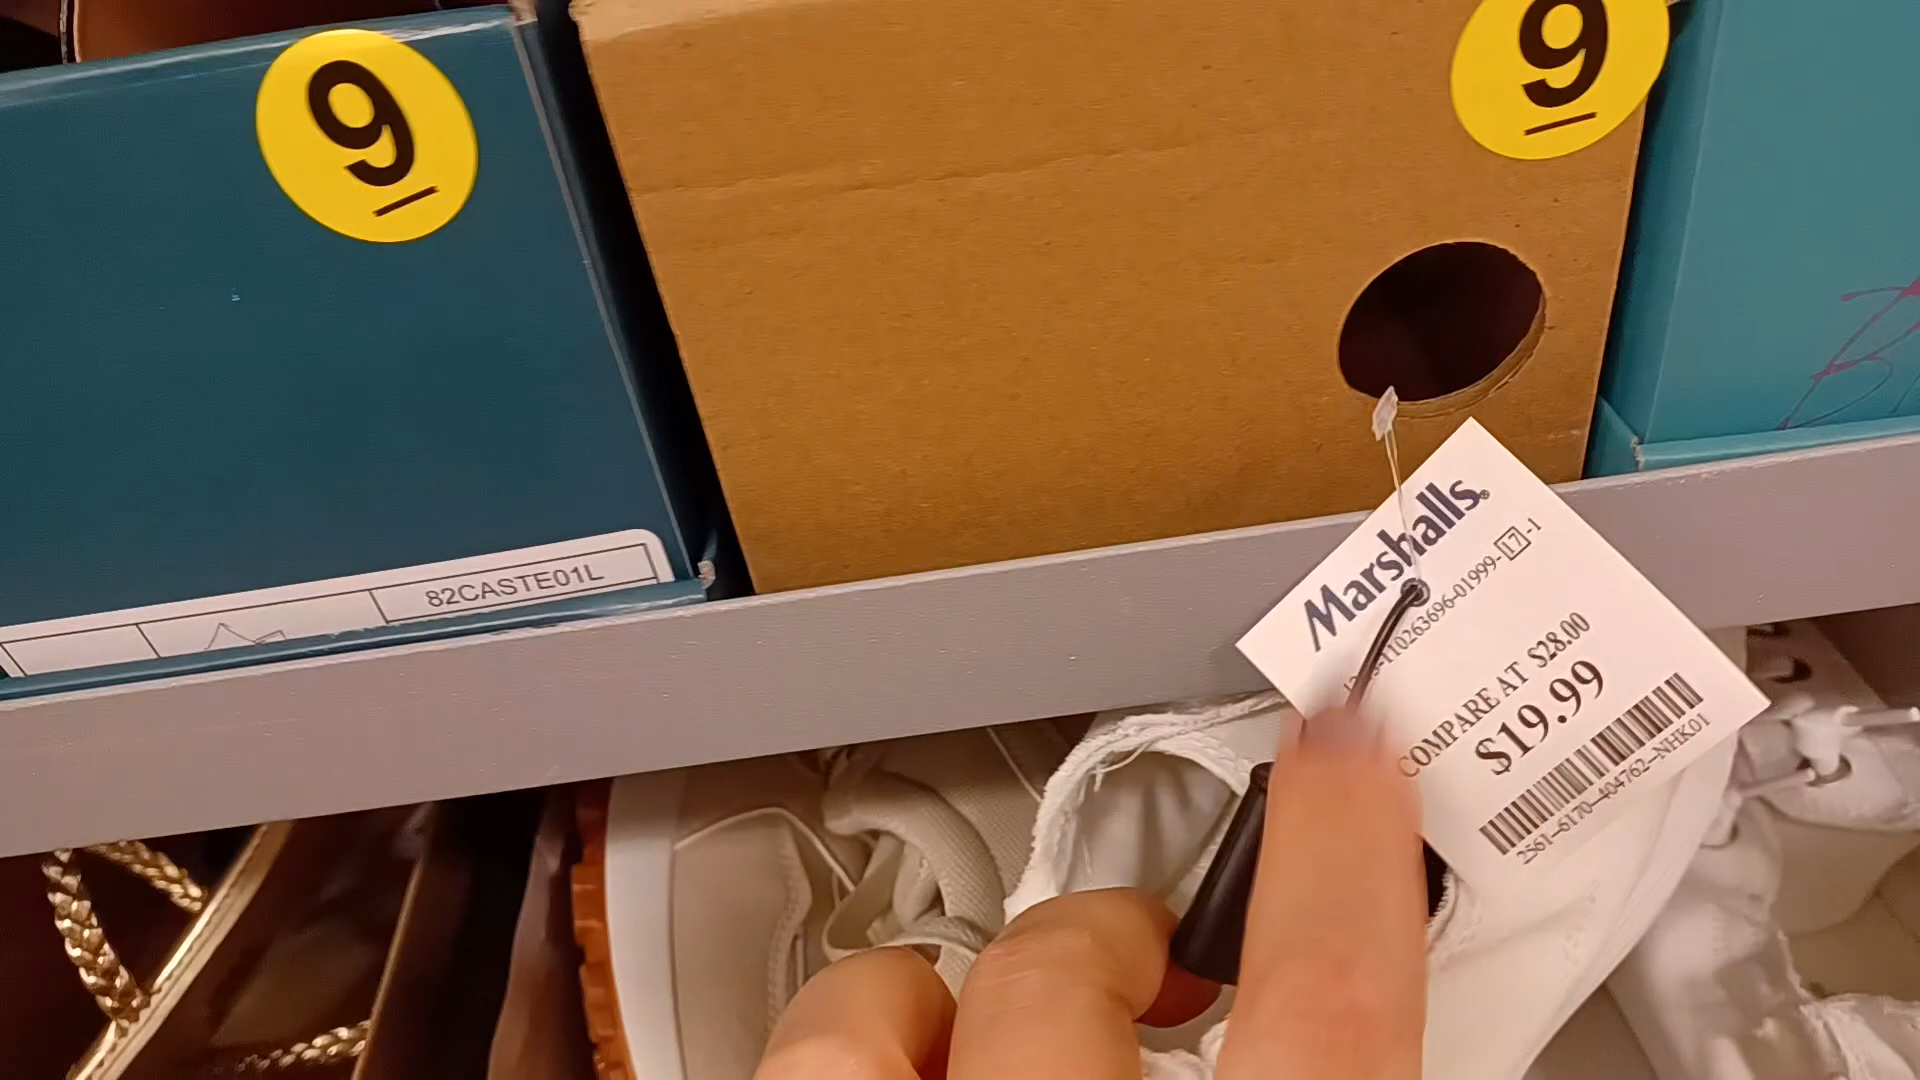 9
9
82CASTE01L
Marshalls®
110263696-01999-17-1
COMPARE AT $28.00
$19.99
2561-6170-404762-NHK01